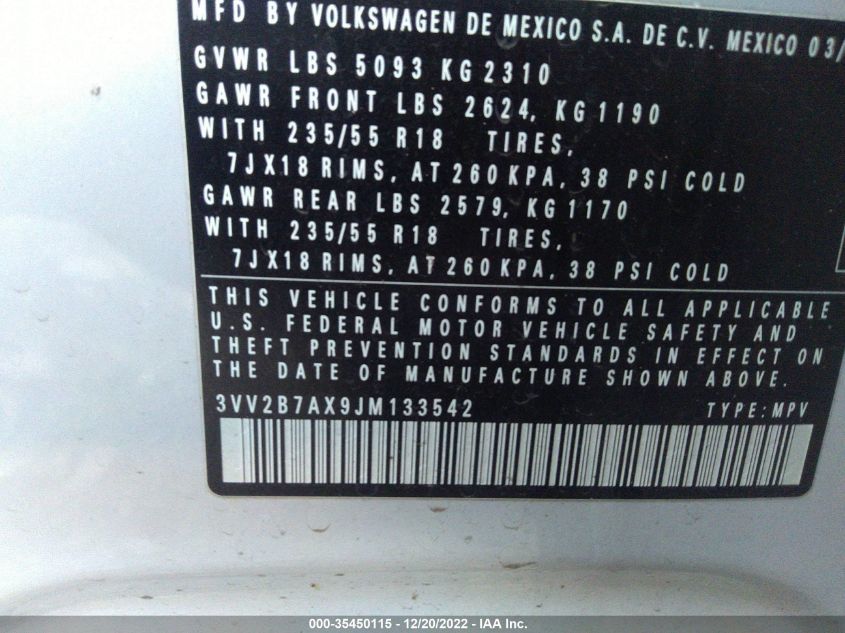 MFD BY VOLKSWAGEN DE MEXICO S.A. DE C.V. MEXICO 03/
GVWR LBS 5093 KG 2310
GAWR FRONT LBS 2624, KG 1190
WITH 235/55 R18 TIRES,
7JX18 RIMS, AT 260 KPA, 38 PSI COLD
GAWR REAR LBS 2579, KG 1170
WITH 235/55 R18 TIRES,
7JX18 RIMS, AT 260 KPA, 38 PSI COLD
THIS VEHICLE CONFORMS TO ALL APPLICABLE
U.S. FEDERAL MOTOR VEHICLE SAFETY AND
THEFT PREVENTION STANDARDS IN EFFECT ON
THE DATE OF MANUFACTURE SHOWN ABOVE.
3VV2B7AX9JM133542 TYPE: MPV
000-35450115 - 12/20/2022 - IAA Inc.